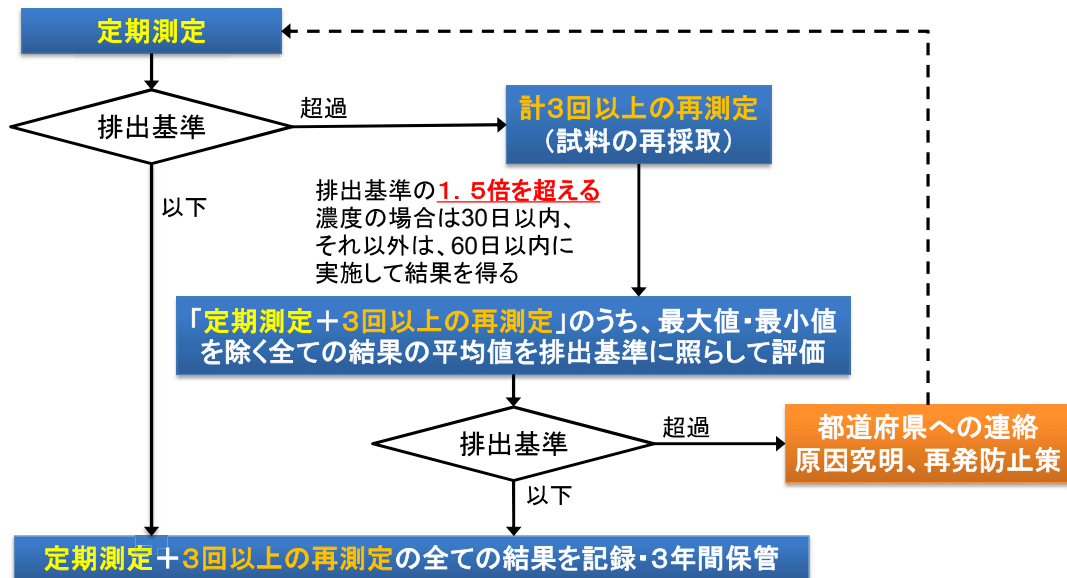 定期測定
排出基準
超過
計３回以上の再測定
（試料の再採取）
以下
排出基準の１．５倍を超える
濃度の場合は30日以内、
それ以外は、60日以内に
実施して結果を得る
「定期測定＋３回以上の再測定」のうち、最大値・最小値
を除く全ての結果の平均値を排出基準に照らして評価
排出基準
超過
都道府県への連絡
原因究明、再発防止策
以下
定期測定＋３回以上の再測定の全ての結果を記録・３年間保管